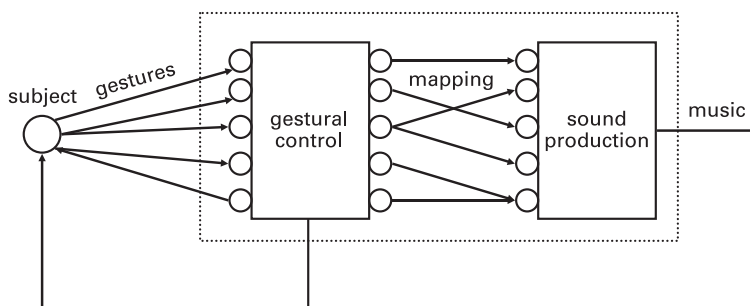 gestures
subject
gestural
control
mapping
sound
production
music